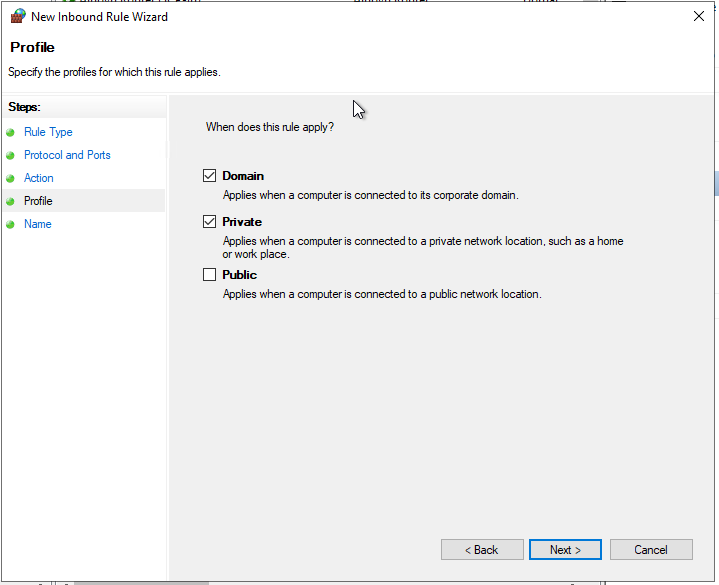 New Inbound Rule Wizard
Profile
Specify the profiles for which this rule applies.
Steps:
Rule Type
Protocol and Ports
Action
Profile
Name
When does this rule apply?
Domain
Applies when a computer is connected to its corporate domain.
Private
Applies when a computer is connected to a private network location, such as a home
or work place.
Public
Applies when a computer is connected to a public network location.
< Back
Next >
Cancel